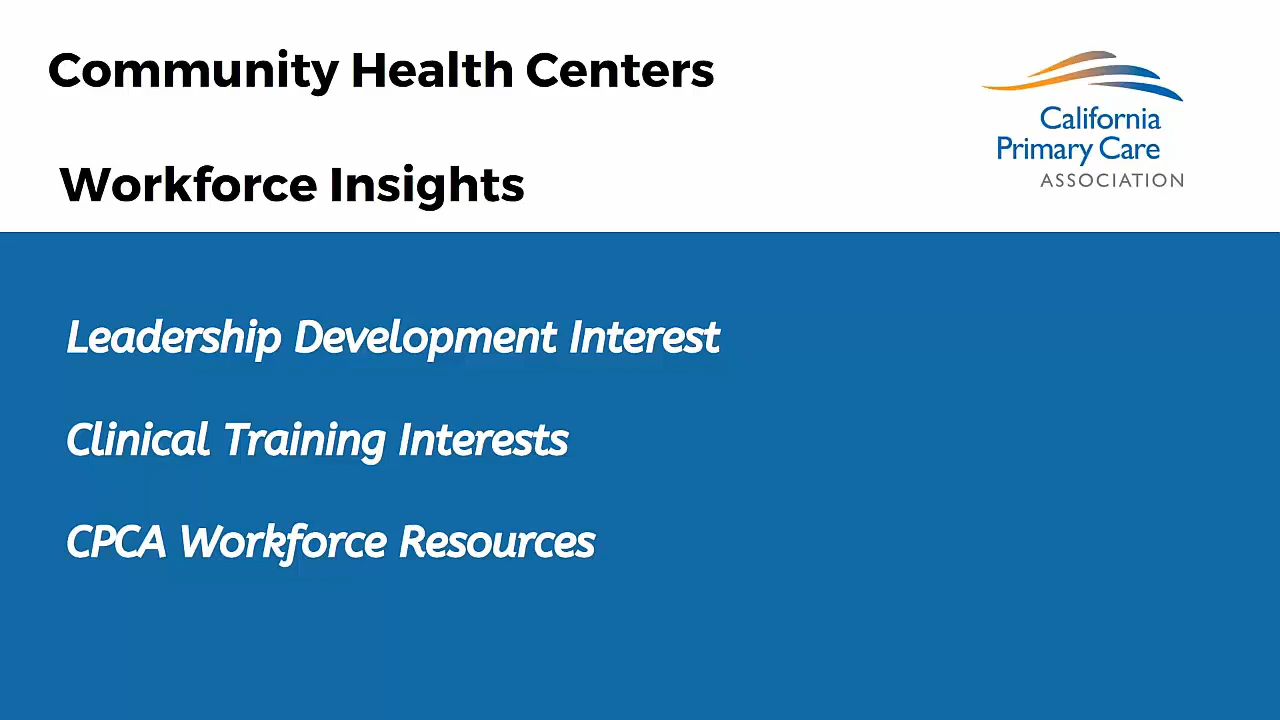 Community Health Centers
Workforce Insights
California
Primary Care
ASSOCIATION
Leadership Development Interest
Clinical Training Interests
CPCA Workforce Resources